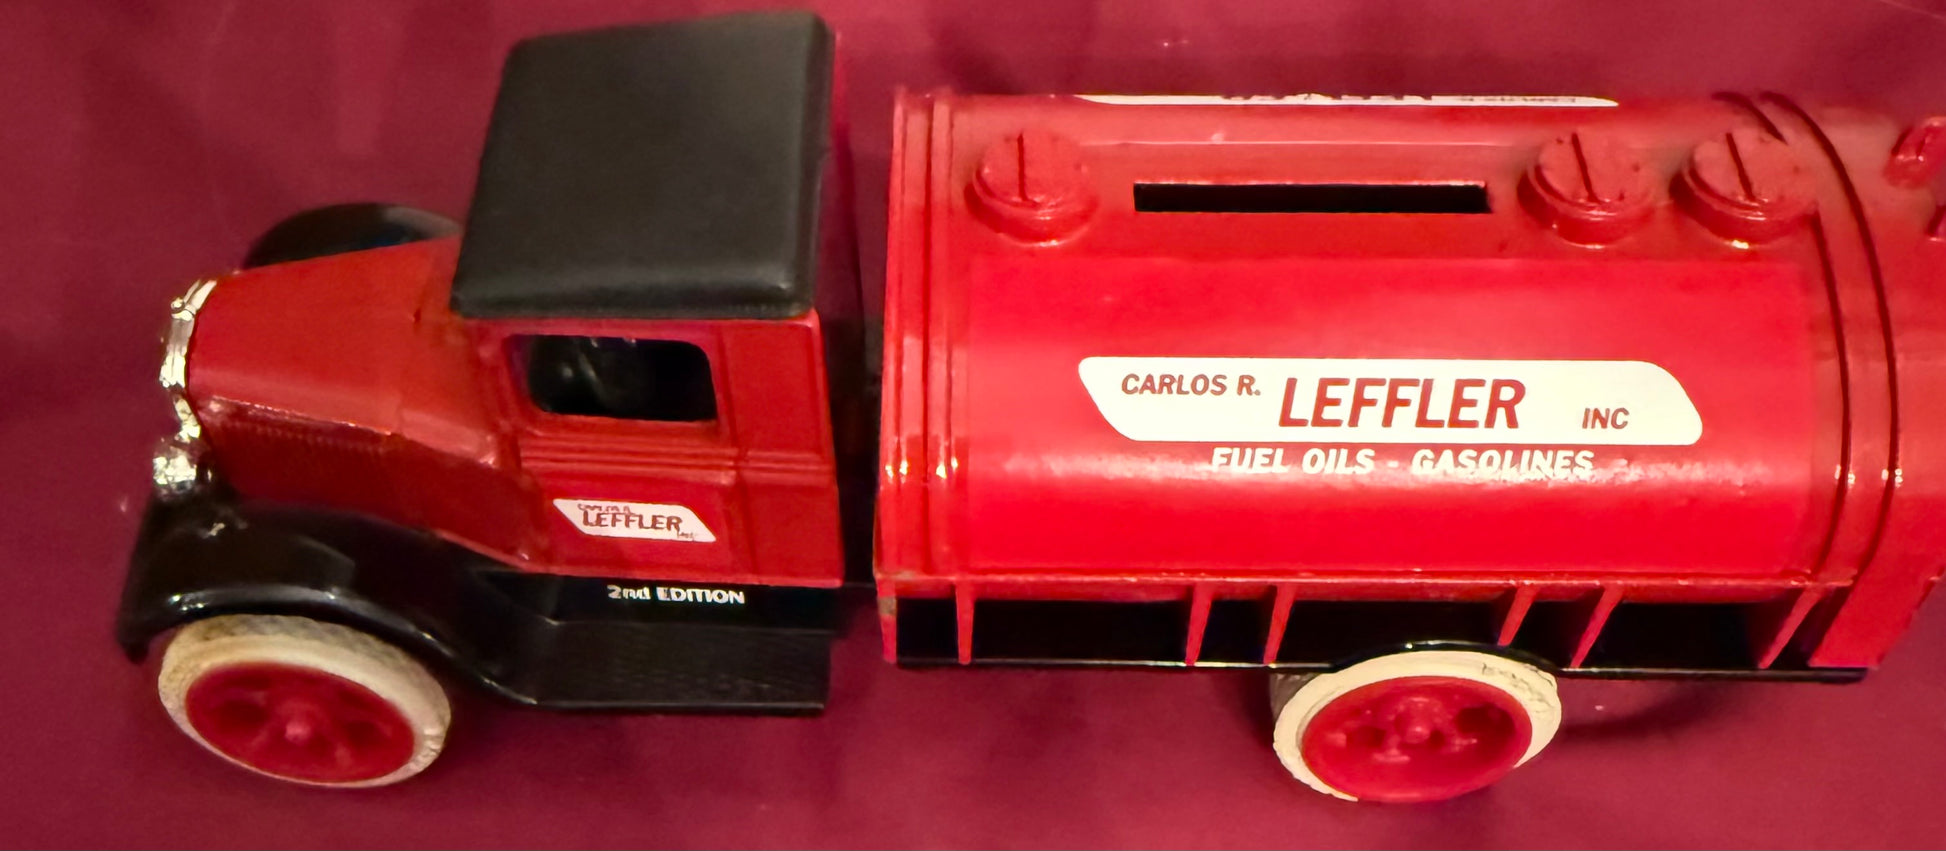 CARLOS R. LEFFLER INC
FUEL OILS - GASOLINES
LEFFLER
2nd EDITION